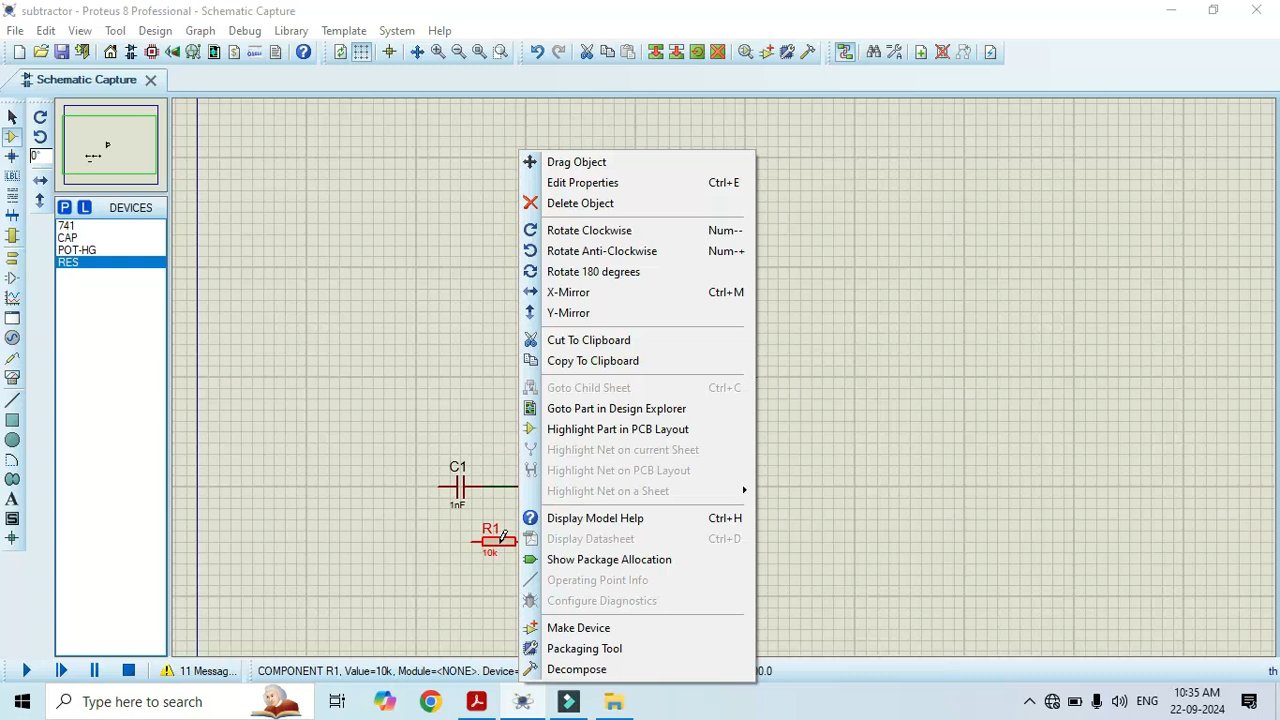 subtractor - Proteus 8 Professional - Schematic Capture
File Edit View Tool Design Graph Debug Library Template System Help
Schematic Capture
0°
P L DEVICES
741
CAP
POT-HG
RES
Drag Object
Edit Properties Ctrl+E
Delete Object
Rotate Clockwise Num--
Rotate Anti-Clockwise Num-+
Rotate 180 degrees
X-Mirror Ctrl+M
Y-Mirror
Cut To Clipboard
Copy To Clipboard
Goto Child Sheet Ctrl+C
Goto Part in Design Explorer
Highlight Part in PCB Layout
Highlight Net on current Sheet
Highlight Net on PCB Layout
Highlight Net on a Sheet
Display Model Help Ctrl+H
Display Datasheet Ctrl+D
Show Package Allocation
Operating Point Info
Configure Diagnostics
Make Device
Packaging Tool
Decompose
C1
1nF
R1
10k
11 Messag... COMPONENT R1, Value=10k, Module=<NONE>. Device= 00.0 th
Type here to search
ENG
10:35 AM
22-09-2024